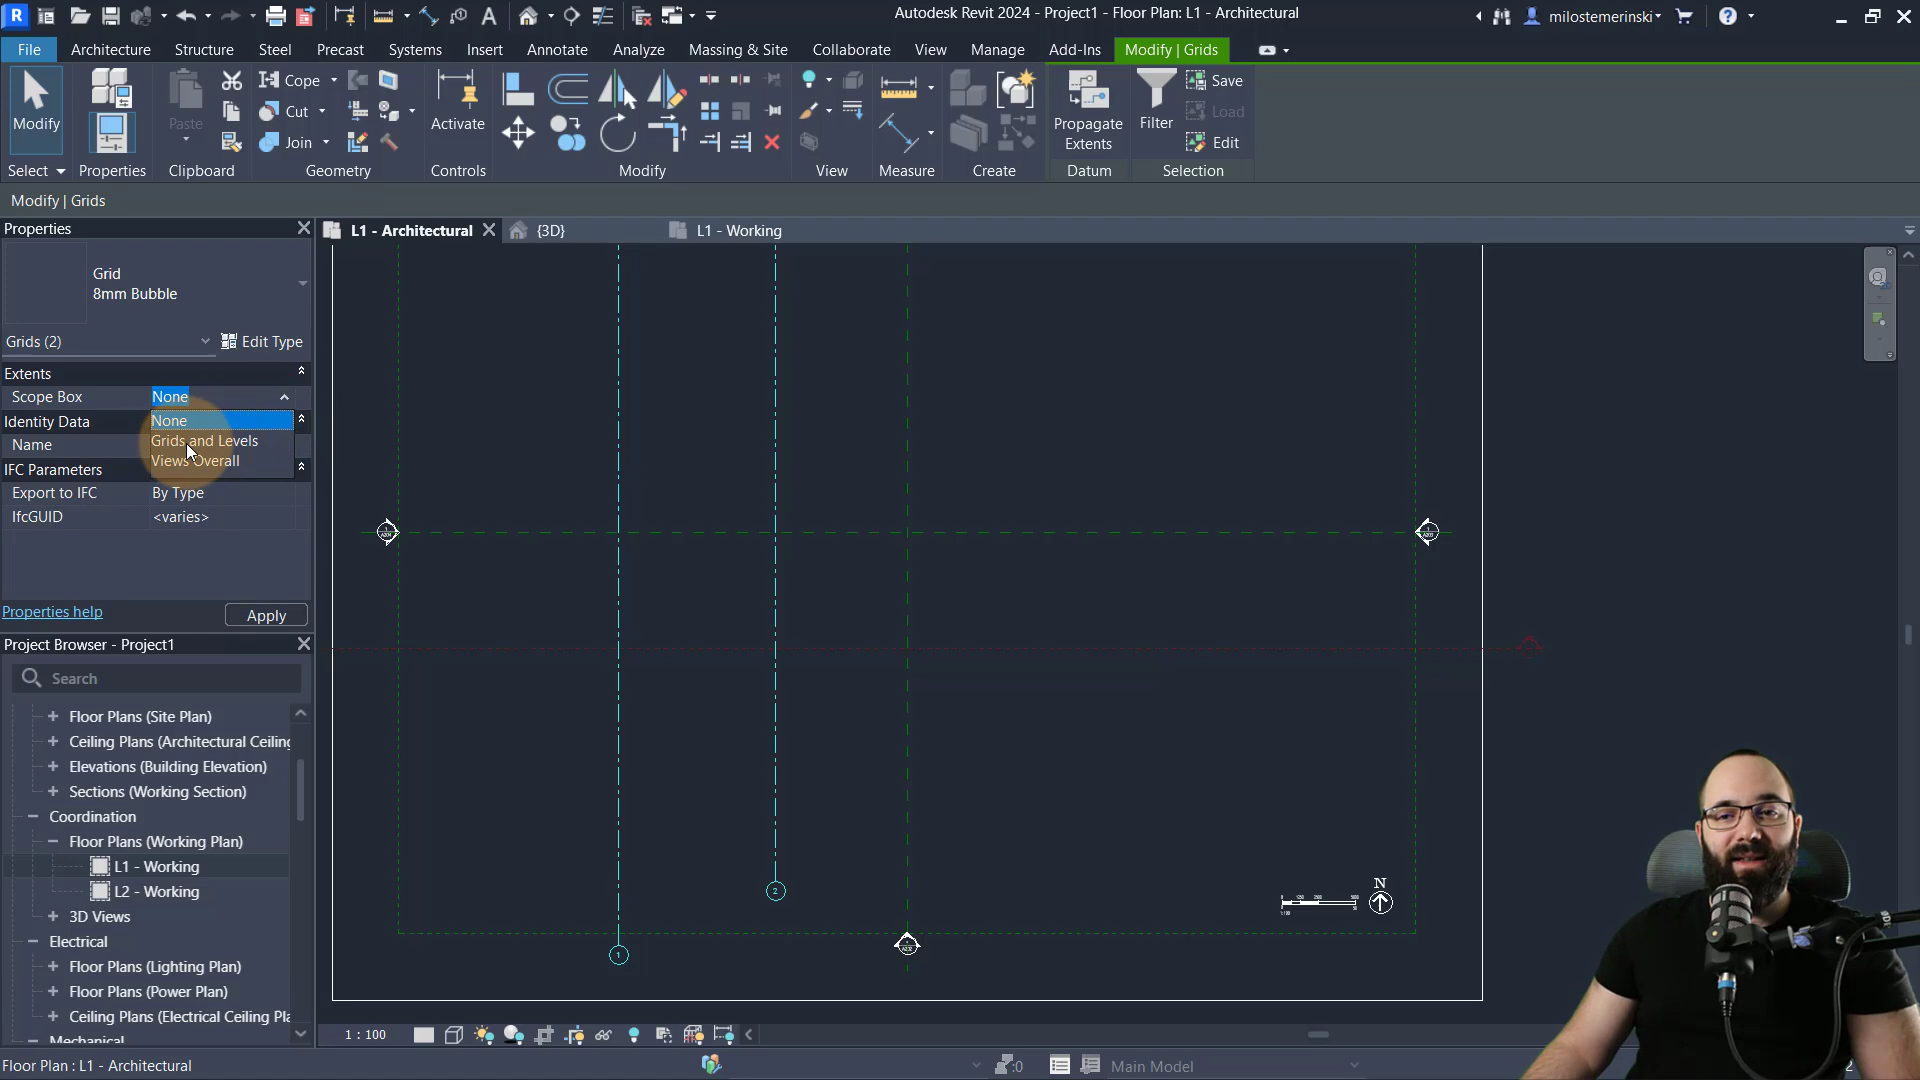 Autodesk Revit 2024 - Project1 - Floor Plan: L1 - Architectural
milostemerinski
File
Architecture
Structure
Steel
Precast
Systems
Insert
Annotate
Analyze
Massing & Site
Collaborate
View
Manage
Add-Ins
Modify | Grids
Modify
Paste
Cope
Cut
Join
Activate
Propagate
Extents
Filter
Save
Load
Edit
Select
Properties
Clipboard
Geometry
Controls
Modify
View
Measure
Create
Datum
Selection
Modify | Grids
Properties
L1 - Architectural
{3D}
L1 - Working
Grid
8mm Bubble
Grids (2)
Edit Type
Extents
Scope Box
None
None
Identity Data
Grids and Levels
Name
Views Overall
IFC Parameters
Export to IFC
By Type
IfcGUID
<varies>
Properties help
Apply
Project Browser - Project1
Search
Floor Plans (Site Plan)
Ceiling Plans (Architectural Ceiling
Elevations (Building Elevation)
Sections (Working Section)
Coordination
Floor Plans (Working Plan)
L1 - Working
L2 - Working
3D Views
Electrical
Floor Plans (Lighting Plan)
Floor Plans (Power Plan)
Ceiling Plans (Electrical Ceiling Pla
Mechanical
2
1
N
1 : 100
Floor Plan : L1 - Architectural
:0
Main Model
2